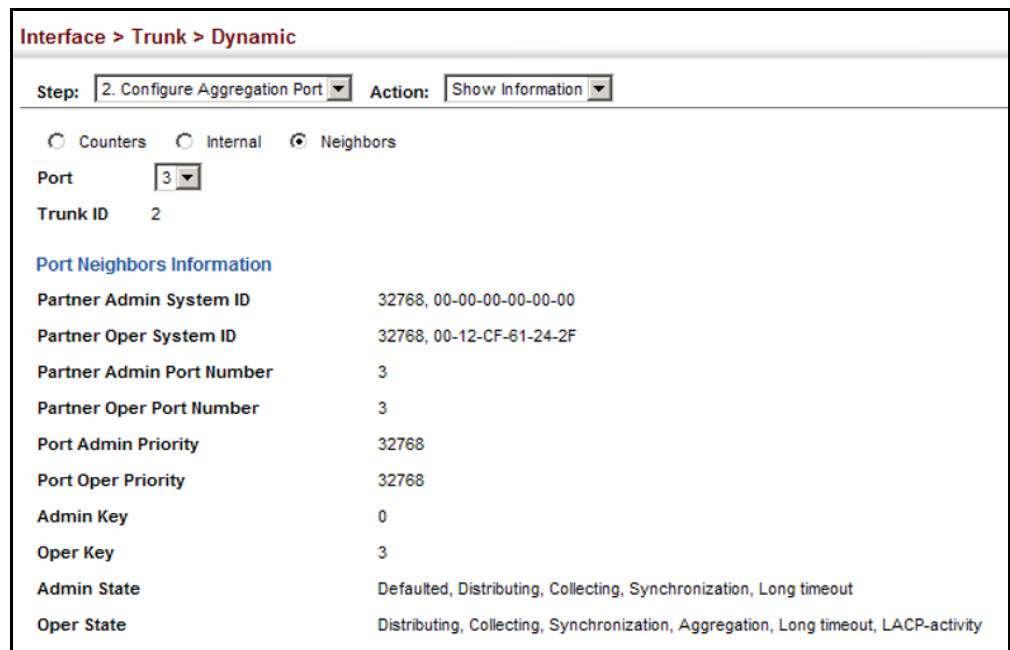 Interface > Trunk > Dynamic
Step: 2. Configure Aggregation Port Action: Show Information
Counters Internal Neighbors
Port 3
Trunk ID 2
Port Neighbors Information
Partner Admin System ID 32768, 00-00-00-00-00-00
Partner Oper System ID 32768, 00-12-CF-61-24-2F
Partner Admin Port Number 3
Partner Oper Port Number 3
Port Admin Priority 32768
Port Oper Priority 32768
Admin Key 0
Oper Key 3
Admin State Defaulted, Distributing, Collecting, Synchronization, Long timeout
Oper State Distributing, Collecting, Synchronization, Aggregation, Long timeout, LACP-activity